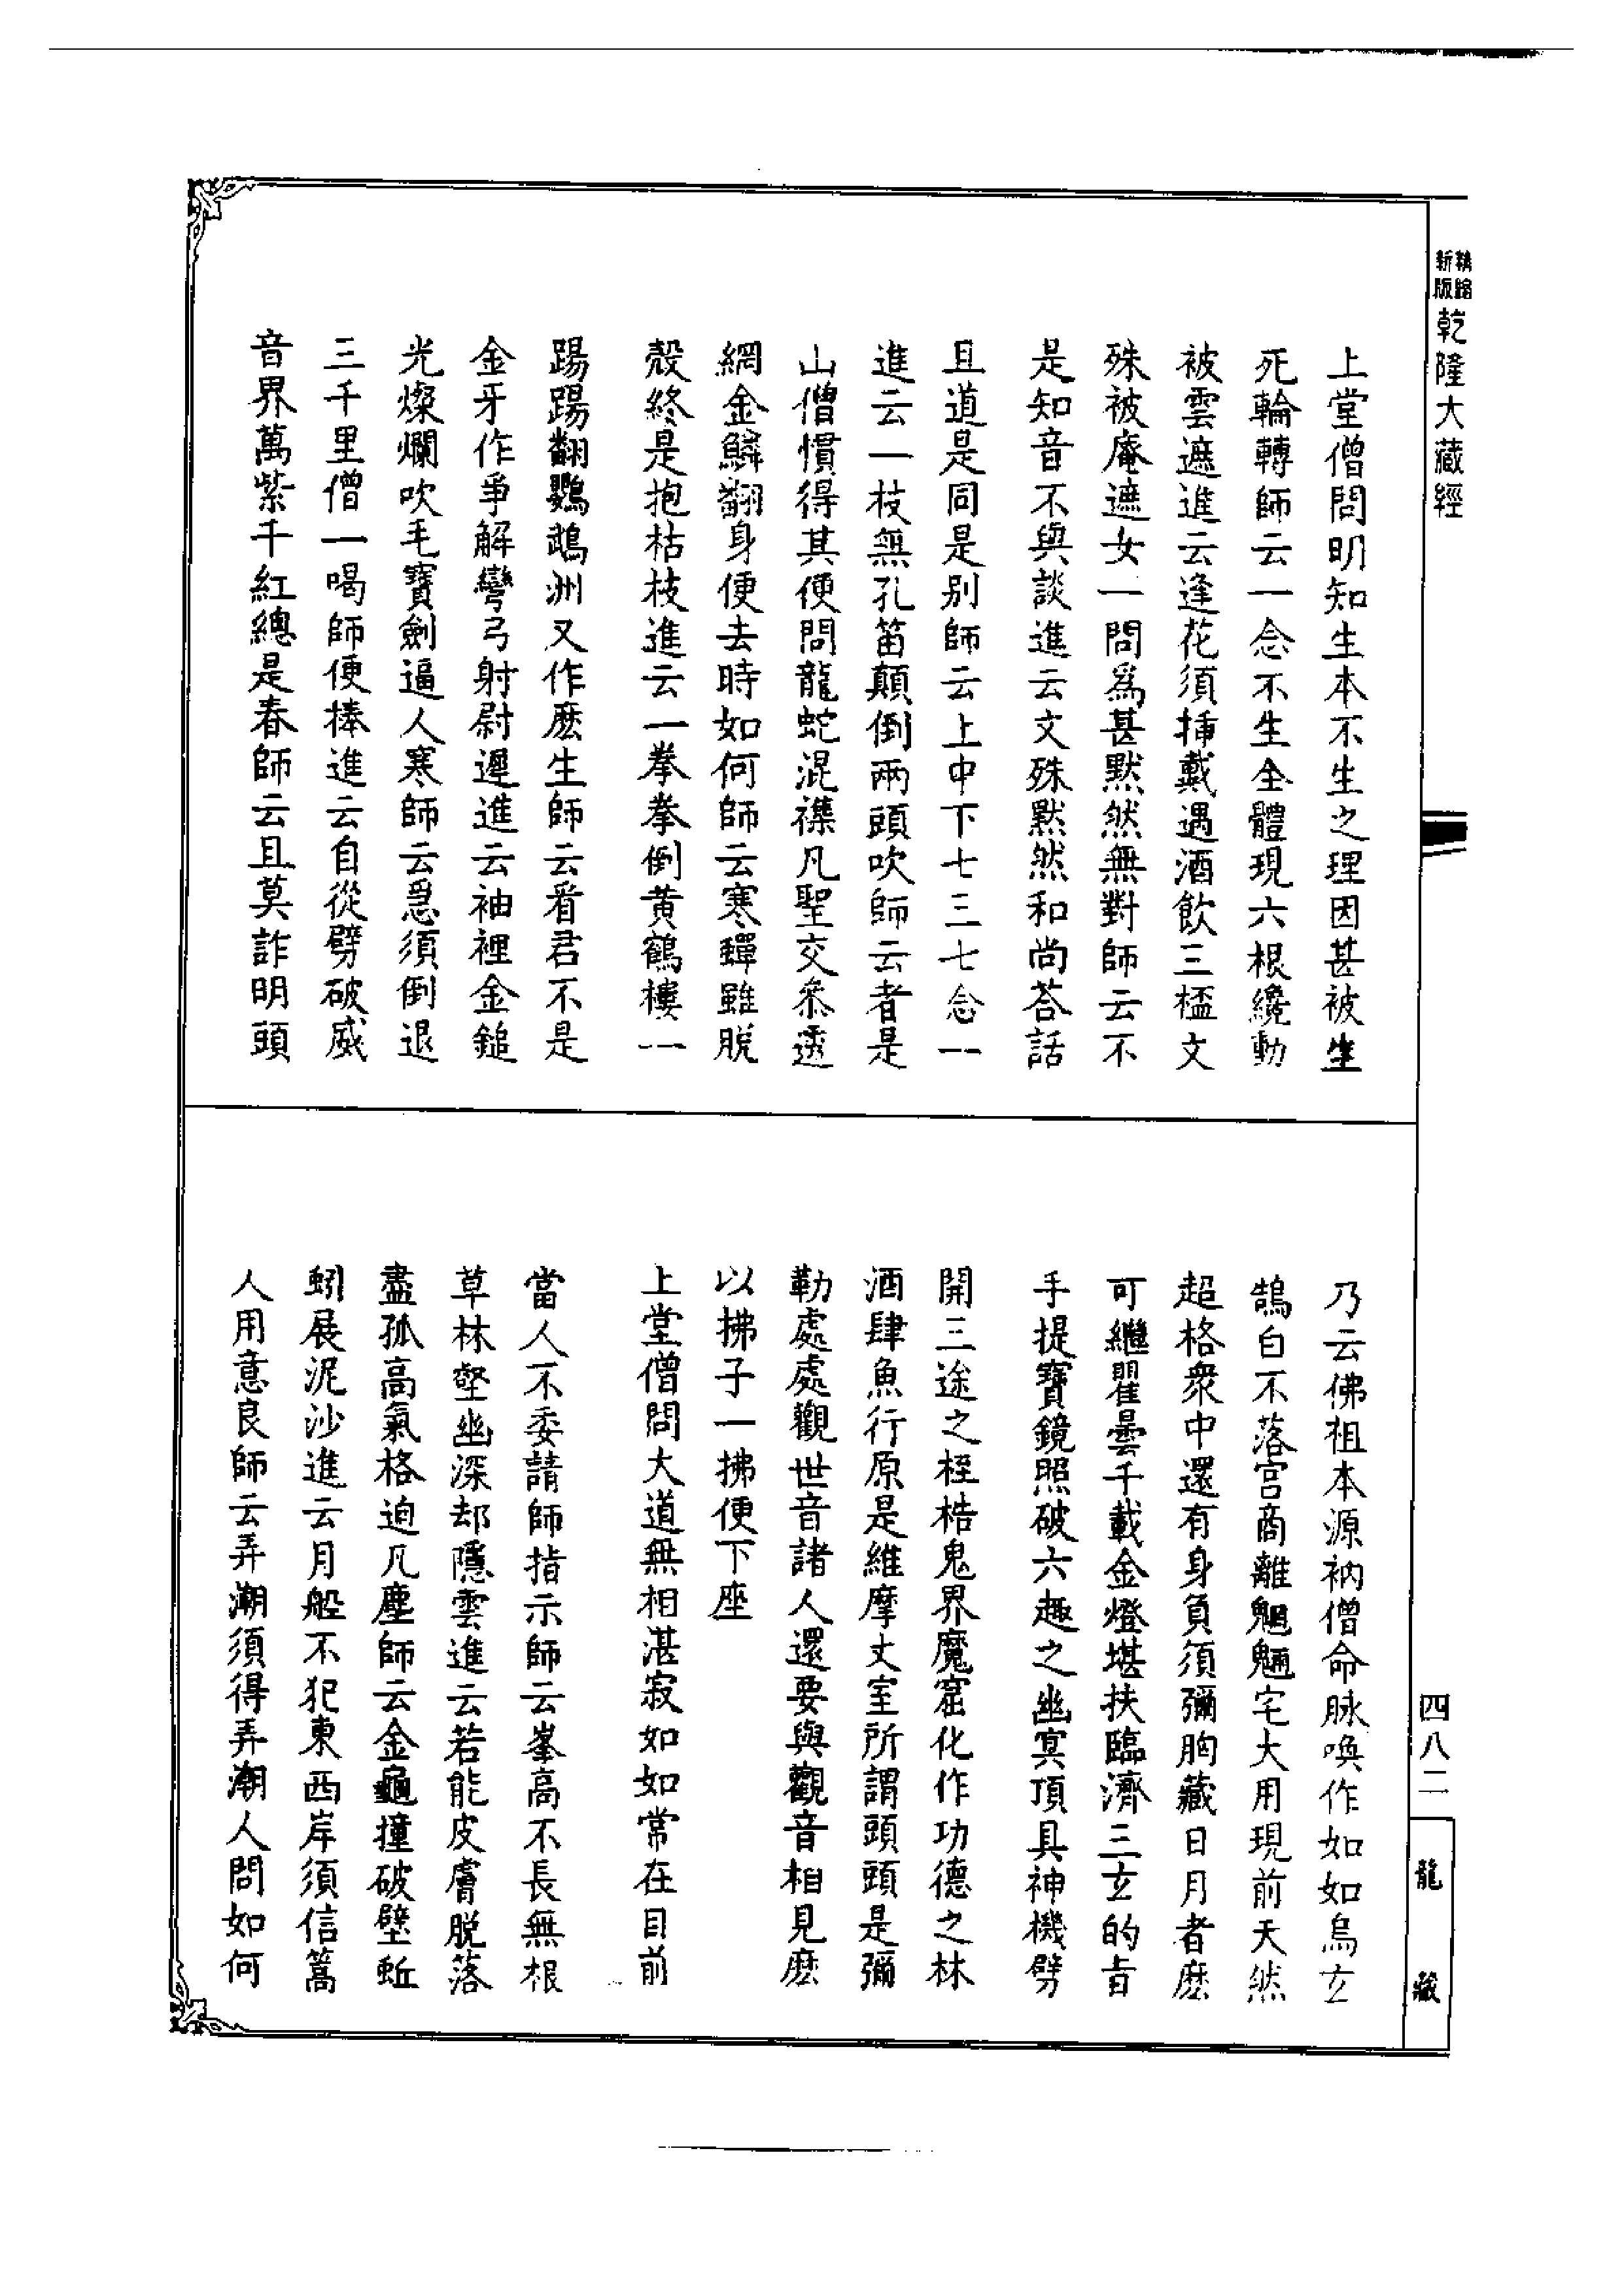 新版
精縮
乾隆大藏經
上堂僧問明知生本不生之理因甚被生
死輪轉師云一念不生全體現六根纔動
被雲遮進云逢花須插戴遇酒飲三杯文
殊被庵遮女一問為甚默然無對師云不
是知音不與談進云文殊默然和尚荅話
且道是同是別師云上中下七三七念一
進云一枝無孔笛顛倒兩頭吹師云者是
山僧慣得其便問龍蛇混襍凡聖交叅透
網金鱗翻身便去時如何師云寒蟬雖脫
殼終是抱枯枝進云一拳拳倒黃鶴樓一
踢踢翻鸚鵡洲又作麽生師云看君不是
金牙作爭解彎弓射尉遲進云袖裡金鎚
光燦爛吹毛寶劍逼人寒師云急須倒退
三千里僧一喝師便捧進云自從劈破威
音界萬紫千紅總是春師云且莫詐明頭
乃云佛祖本源衲僧命脉喚作如如烏玄
鵠白不落宮商離魍魎宅大用現前天然
超格衆中還有身負須彌胸藏日月者麽
可繼瞿曇千載金燈堪扶臨濟三玄的旨
手提寶鏡照破六趣之幽冥頂具神機劈
開三途之桎梏鬼界魔窟化作功德之林
酒肆魚行原是維摩丈室所謂頭頭是彌
勒處處觀世音諸人還要與觀音相見麽
以拂子一拂便下座
上堂僧問大道無相湛寂如如常在目前
當人不委請師指示師云峯高不長無根
草林壑幽深却隱雲進云若能皮膚脫落
盡孤高氣格迫凡塵師云金龜撞破壁蚯
蚓展泥沙進云月船不犯東西岸須信篙
人用意良師云弄潮須得弄潮人問如何
四八二
龍藏